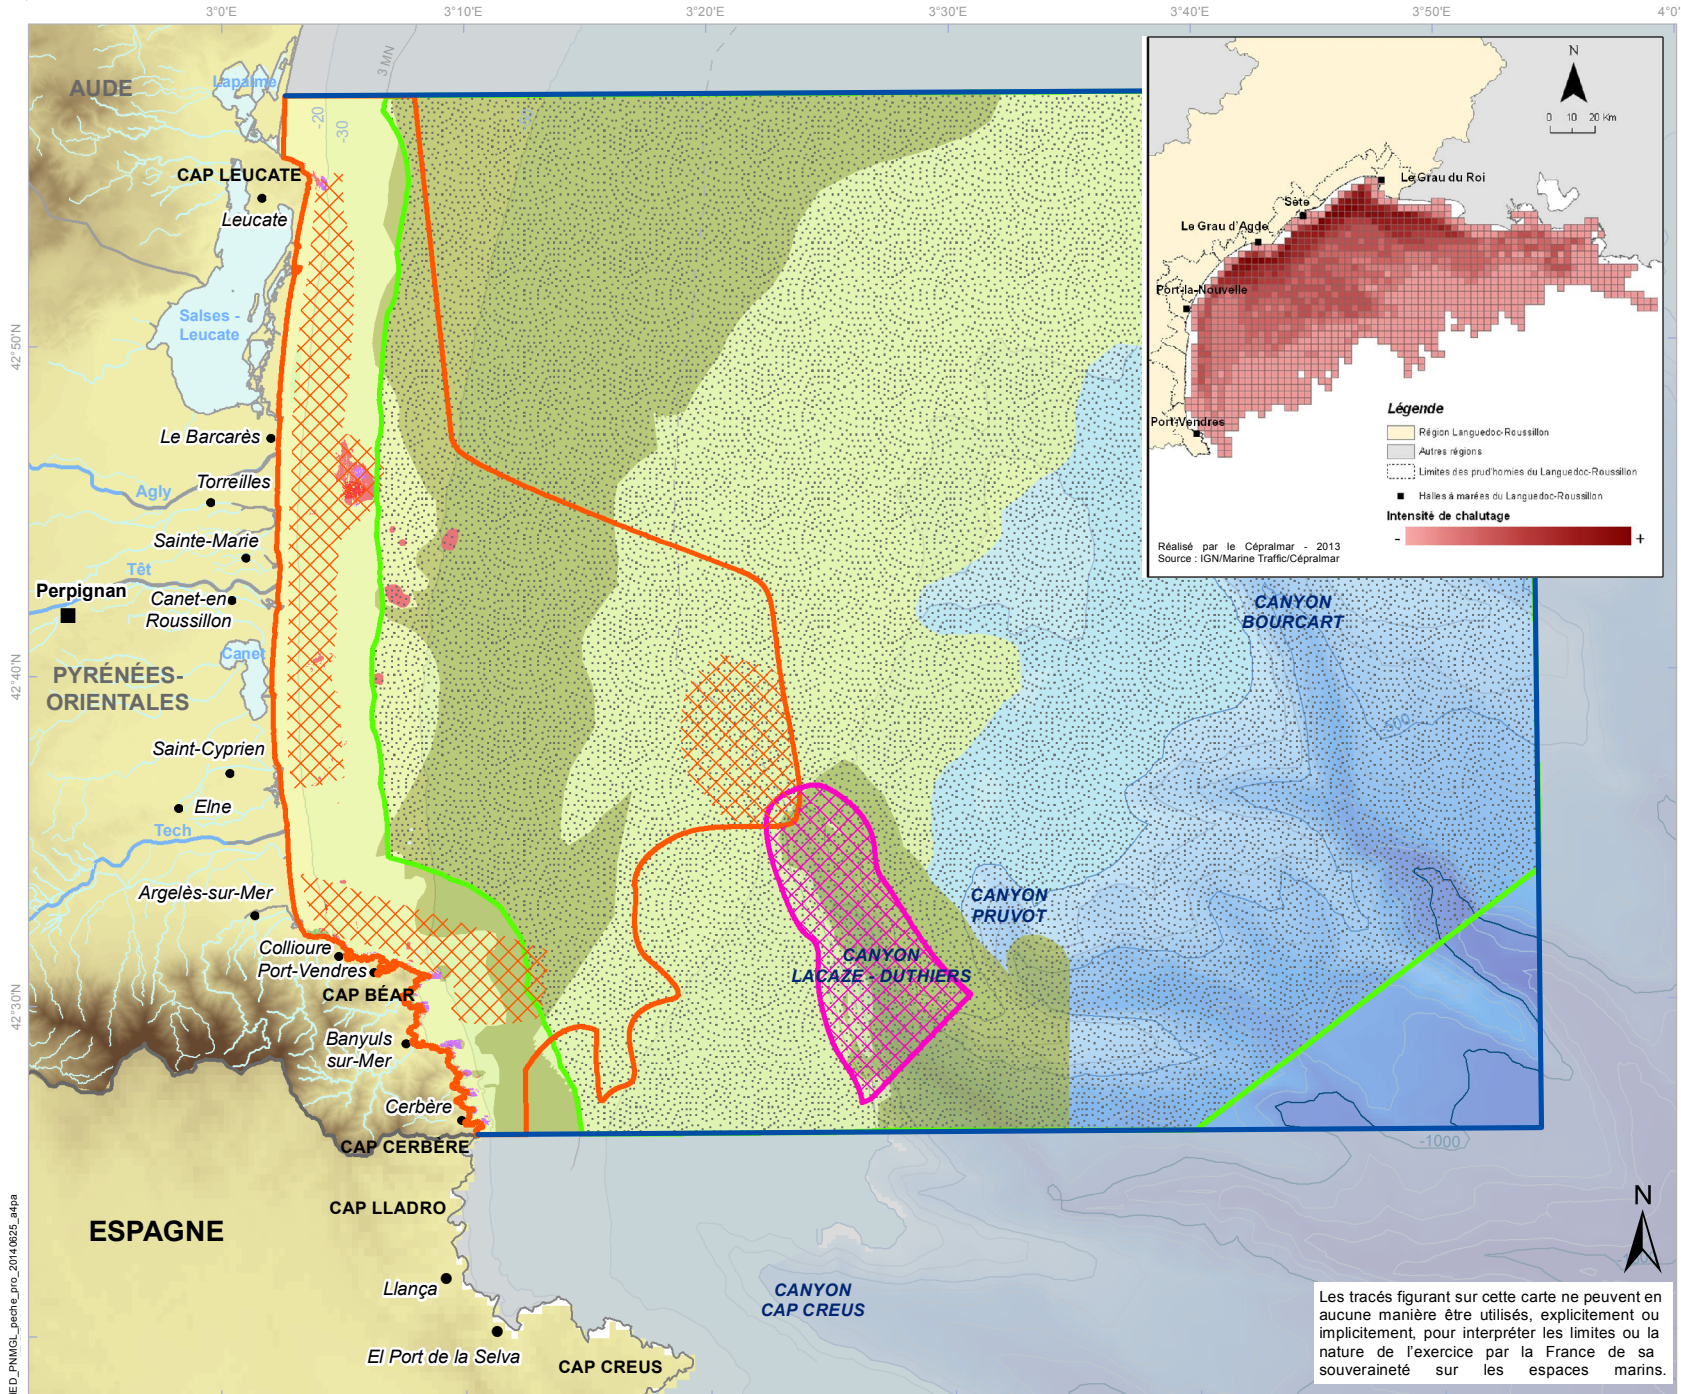 3°0'E
3°10'E
3°20'E
3°30'E
3°40'E
3°50'E
4°0'
AUDE
Lapalme
3 MN
-20
-30
CAP LEUCATE
Leucate
42°50'N
Salses -
Leucate
Le Barcarès
Torreilles
Agly
Sainte-Marie
Têt
Perpignan
Canet-en
Roussillon
Canet
42°40'N
PYRÉNÉES-
ORIENTALES
Saint-Cyprien
Elne
Tech
Argelès-sur-Mer
Collioure
Port-Vendres
CAP BÉAR
42°30'N
Banyuls
sur-Mer
Cerbère
CAP CERBÈRE
CAP LLADRO
ESPAGNE
Llança
El Port de la Selva
CAP CREUS
CANYON
BOURCART
CANYON
PRUVOT
CANYON
LACAZE - DUTHIERS
CANYON
CAP CREUS
-1000
N
0 10 20 Km
Le Grau du Roi
Sète
Le Grau d'Agde
Port-la-Nouvelle
Port-Vendres
Légende
Région Languedoc-Roussillon
Autres régions
Limites des prud'homies du Languedoc-Roussillon
Halles à marées du Languedoc-Roussillon
Intensité de chalutage
- +
Réalisé par le Cépralmar - 2013
Source : IGN/Marine Traffic/Cépralmar
N
Les tracés figurant sur cette carte ne peuvent en
aucune manière être utilisés, explicitement ou
implicitement, pour interpréter les limites ou la
nature de l'exercice par la France de sa
souveraineté sur les espaces marins.
IED_PNMGL_peche_pro_20140625_a4pa